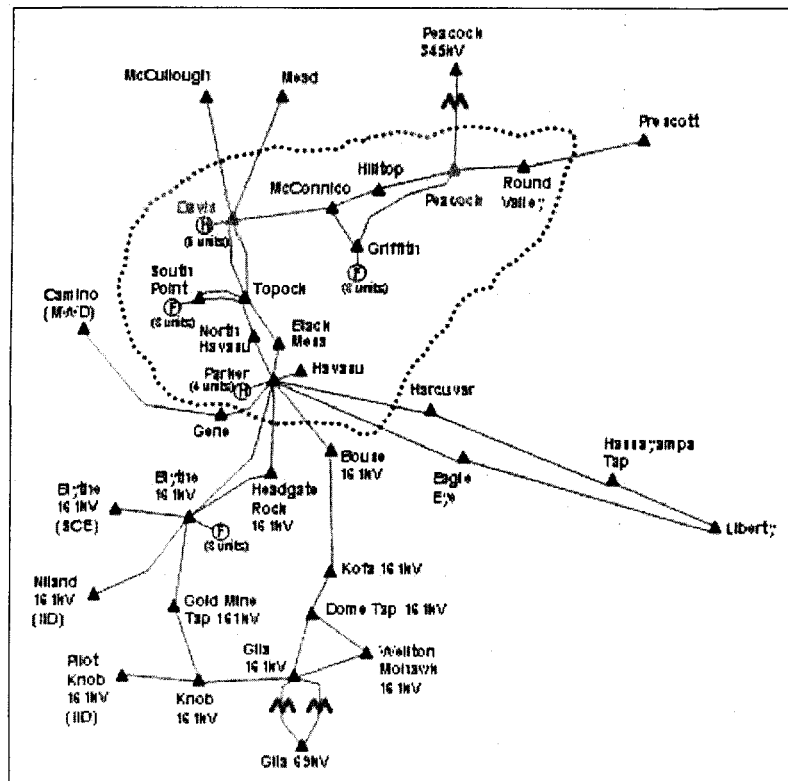 Peacock
345kV
McCullough
Mead
Prescott
Hilltop
McConnico
Peacock
Round
Valley
Davis
H
(5 units)
Griffith
F
(6 units)
South
Point
Topock
Camino
(MWD)
F
(6 units)
North
Havasu
Black
Mesa
Parker
(4 units)
H
Havasu
Harcuvar
Gene
Bouse
161kV
Eagle
Eye
Hassayampa
Tap
Liberty
Blythe
161kV
Headgate
Rock
161kV
Blythe
161kV
(SCE)
F
(3 units)
Niland
161kV
(IID)
Kofa 161kV
Gold Mine
Tap 161kV
Dome Tap 161kV
Pilot
Knob
161kV
(IID)
Knob
161kV
Gila
161kV
Wellton
Mohawk
161kV
Gila 69kV